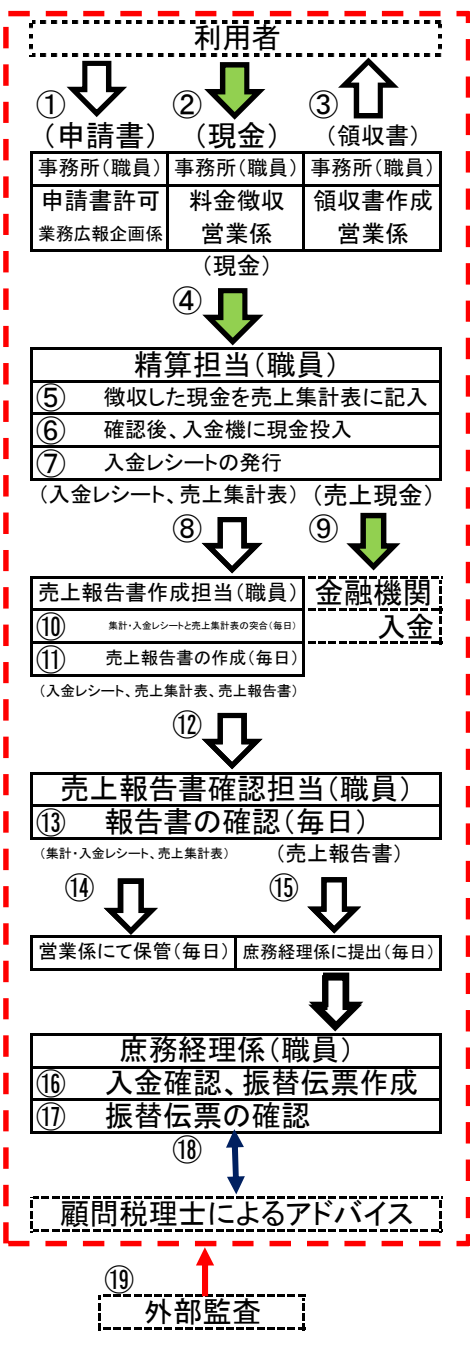 利用者
① ② ③
(申請書) (現金) (領収書)
事務所(職員) 事務所(職員) 事務所(職員)
申請書許可 料金徴収 領収書作成
業務広報企画係 営業係 営業係
(現金)
④
精算担当(職員)
⑤ 徴収した現金を売上集計表に記入
⑥ 確認後、入金機に現金投入
⑦ 入金レシートの発行
(入金レシート、売上集計表) (売上現金)
⑧ ⑨
売上報告書作成担当(職員) 金融機関
⑩ 集計・入金レシートと売上集計表の突合(毎日) 入金
⑪ 売上報告書の作成(毎日)
(入金レシート、売上集計表、売上報告書)
⑫
売上報告書確認担当(職員)
⑬ 報告書の確認(毎日)
(集計・入金レシート、売上集計表) (売上報告書)
⑭ ⑮
営業係にて保管(毎日) 庶務経理係に提出(毎日)
庶務経理係(職員)
⑯ 入金確認、振替伝票作成
⑰ 振替伝票の確認
⑱
顧問税理士によるアドバイス
⑲
外部監査